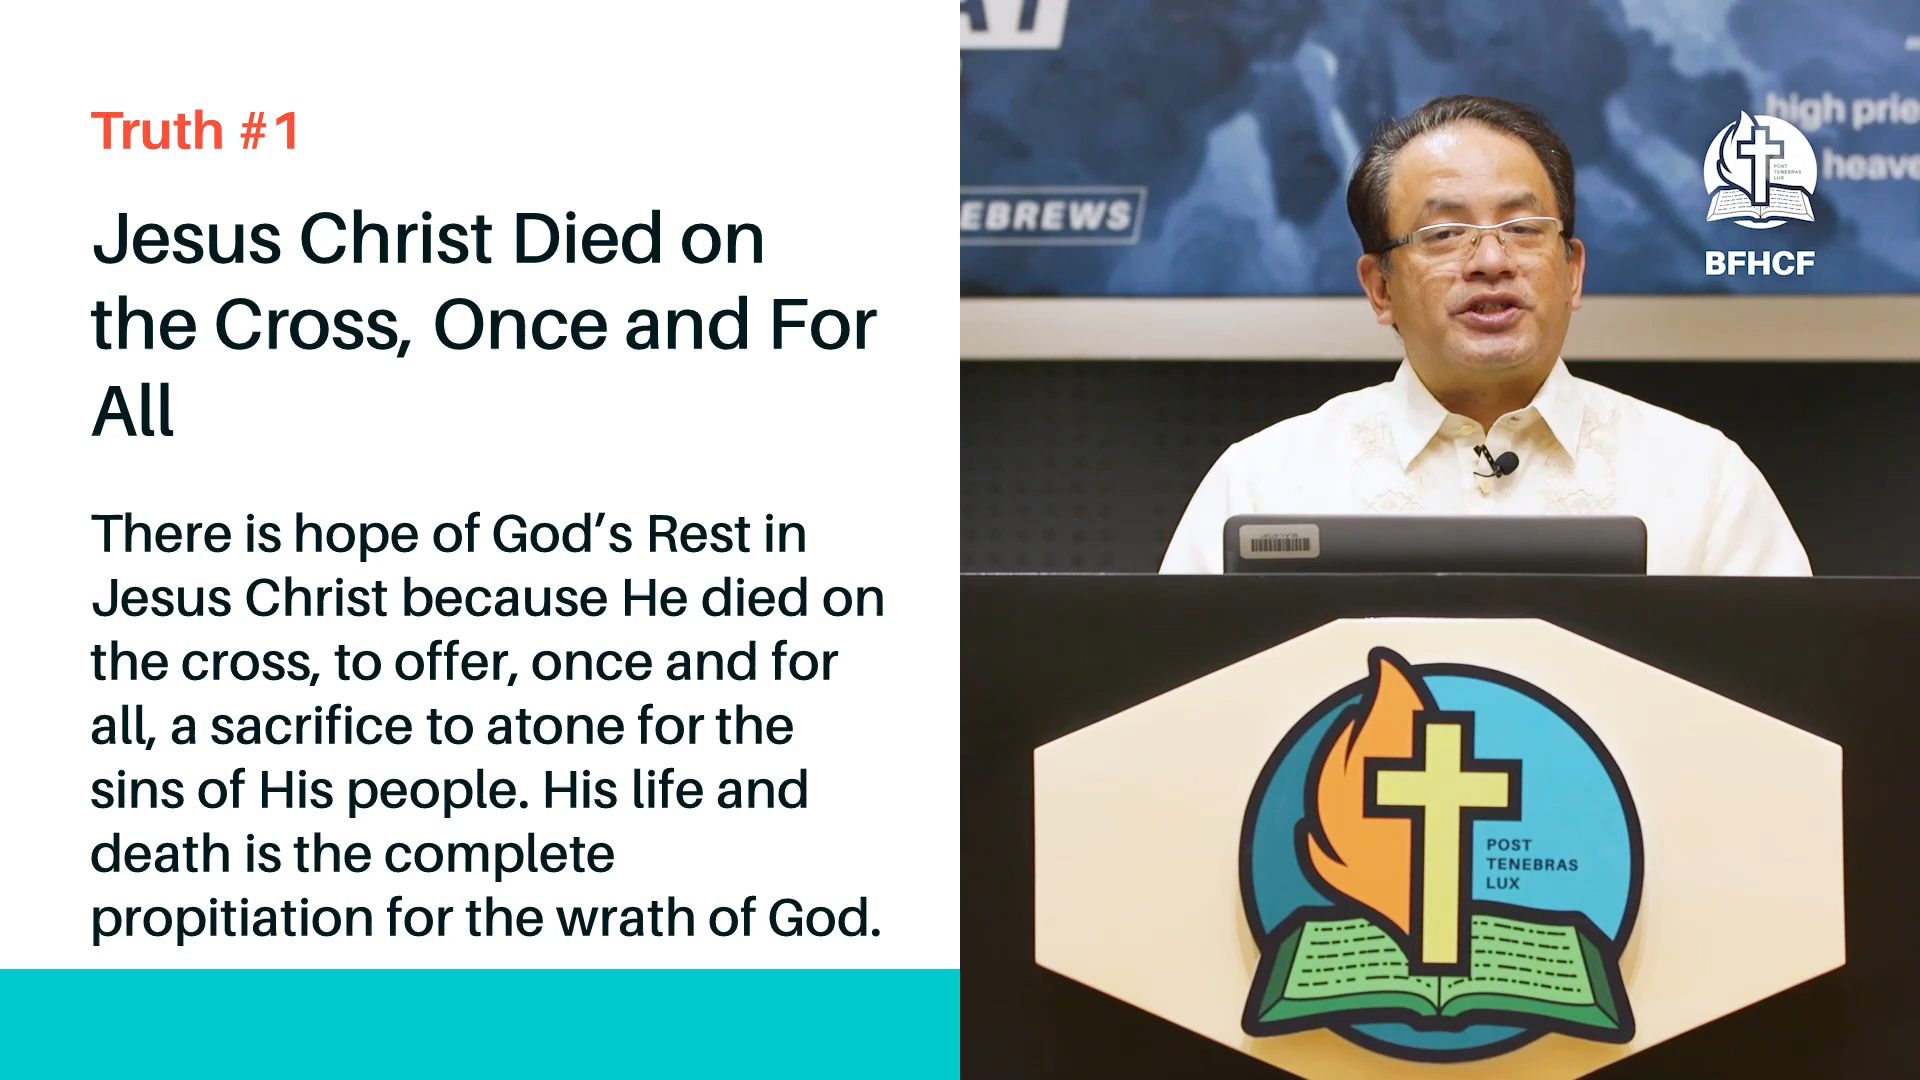 Truth #1
Jesus Christ Died on
the Cross, Once and For
All
There is hope of God’s Rest in
Jesus Christ because He died on
the cross, to offer, once and for
all, a sacrifice to atone for the
sins of His people. His life and
death is the complete
propitiation for the wrath of God.
high prie
heave
EBREWS
POST
TENEBRAS
LUX
BFHCF
POST
TENEBRAS
LUX